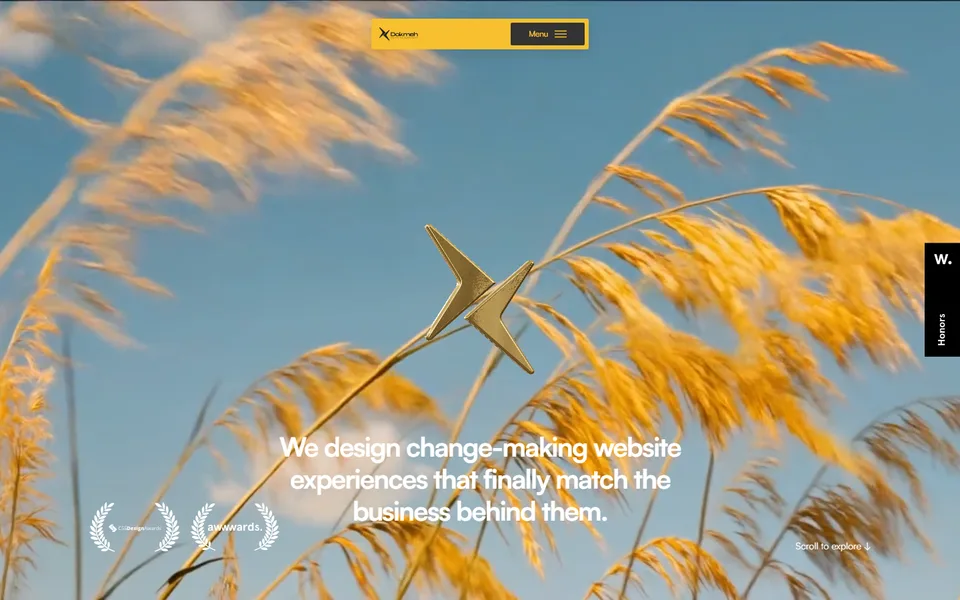 Dakmeh
Menu
W.
Honors
We design change-making website
experiences that finally match the
business behind them.
CSSDesignAwards
awwwards.
Scroll to explore ↓